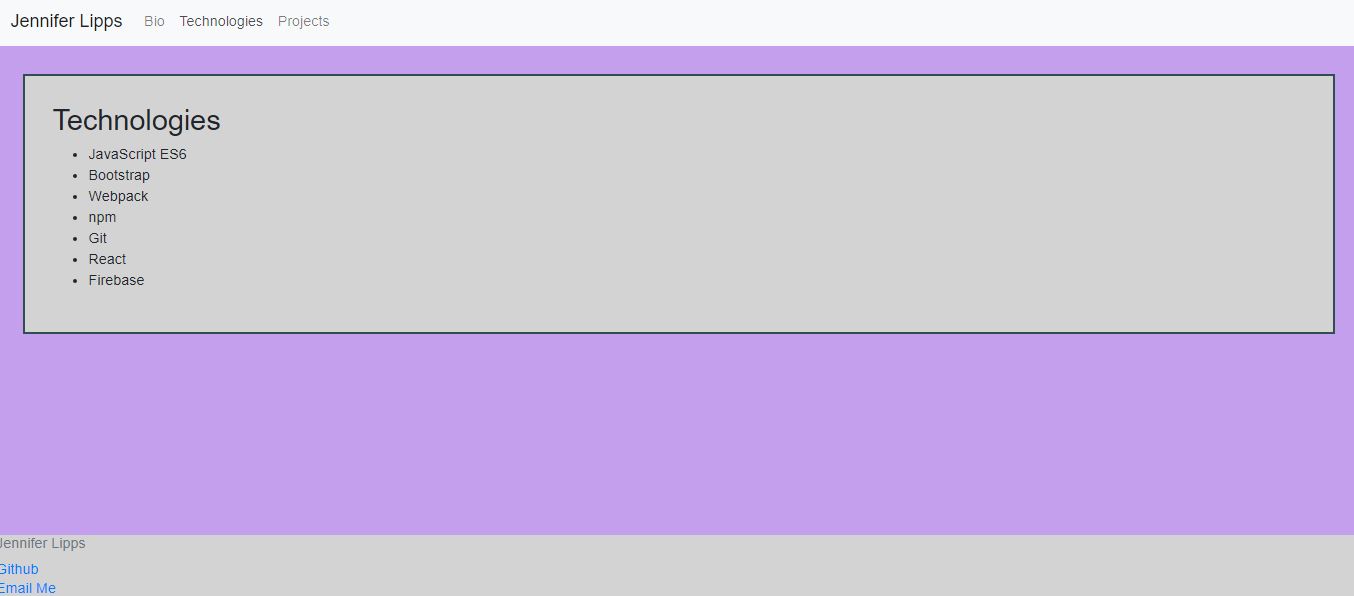 Jennifer Lipps Bio Technologies Projects
Technologies
JavaScript ES6
Bootstrap
Webpack
npm
Git
React
Firebase
Jennifer Lipps
Github
Email Me